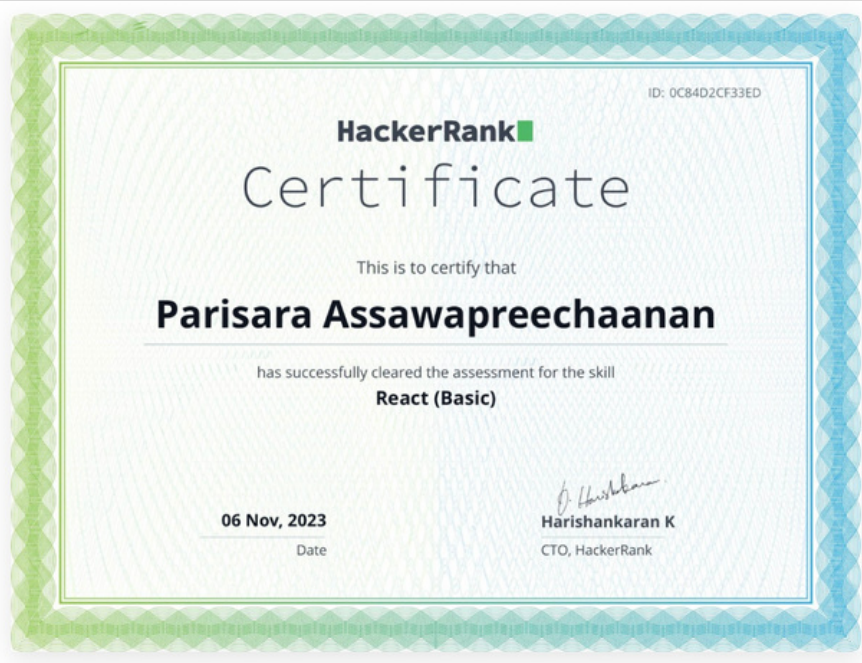 ID: 0C84D2CF33ED
HackerRank
Certificate
This is to certify that
Parisara Assawapreechaanan
has successfully cleared the assessment for the skill
React (Basic)
06 Nov, 2023
Harishankaran K
Date
CTO, HackerRank